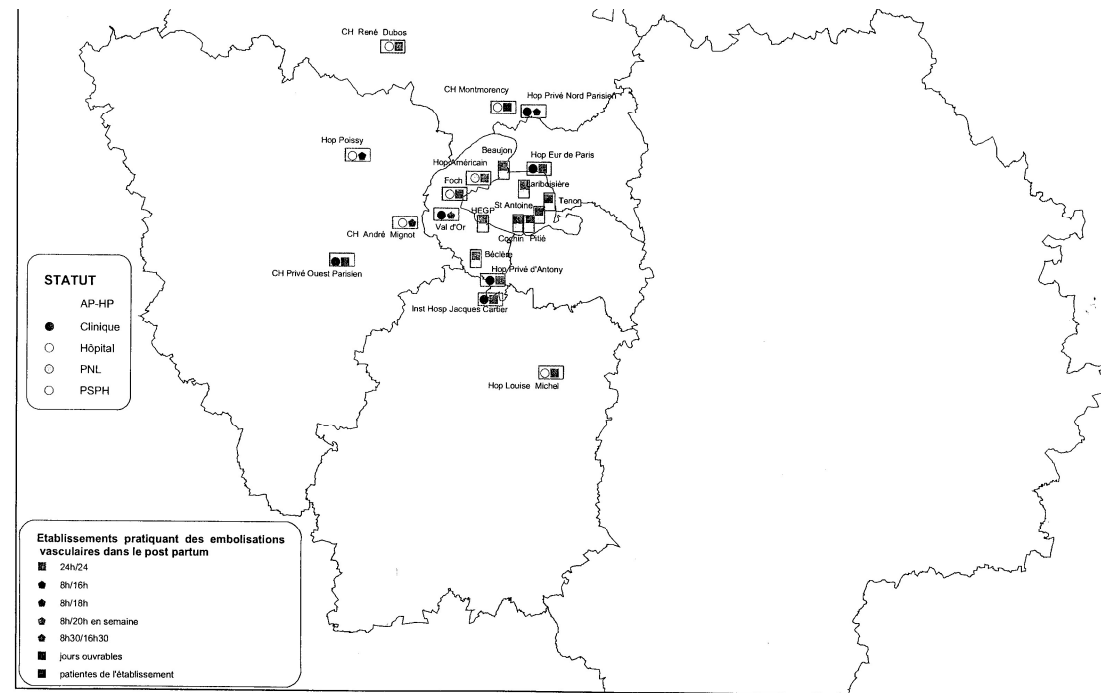 CH René Dubos
CH Montmorency
Hop Privé Nord Parisien
Hop Poissy
Beaujon
Hop Eur de Paris
Hop Américain
Foch
Lariboisière
Tenon
St Antoine
HEGP
Val d'Or
CH André Mignot
Cochin Pitié
Béclère
CH Privé Ouest Parisien
Hop Privé d'Antony
Inst Hosp Jacques Cartier
Hop Louise Michel
STATUT
AP-HP
Clinique
Hôpital
PNL
PSPH
Etablissements pratiquant des embolisations
vasculaires dans le post partum
24h/24
8h/16h
8h/18h
8h/20h en semaine
8h30/16h30
jours ouvrables
patientes de l'établissement